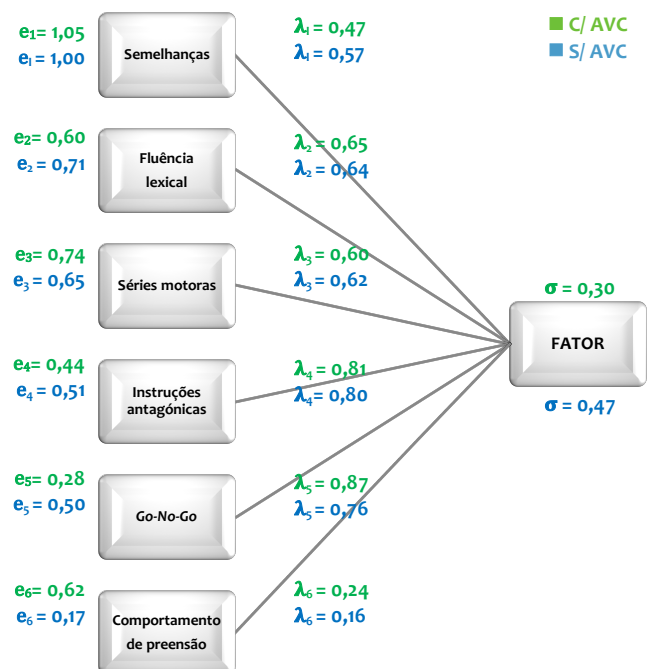 e₁= 1,05
e₁= 1,00
Semelhanças
λ₁ = 0,47
λ₁ = 0,57
C/ AVC
S/ AVC
e₂= 0,60
e₂ = 0,71
Fluência
lexical
λ₂ = 0,65
λ₂ = 0,64
e₃= 0,74
e₃ = 0,65
Séries motoras
λ₃ = 0,60
λ₃ = 0,62
e₄= 0,44
e₄ = 0,51
Instruções
antagónicas
λ₄ = 0,81
λ₄= 0,80
e₅= 0,28
e₅ = 0,50
Go-No-Go
λ₅ = 0,87
λ₅ = 0,76
e₆= 0,62
e₆ = 0,17
Comportamento
de preensão
λ₆ = 0,24
λ₆ = 0,16
σ = 0,30
FATOR
σ = 0,47